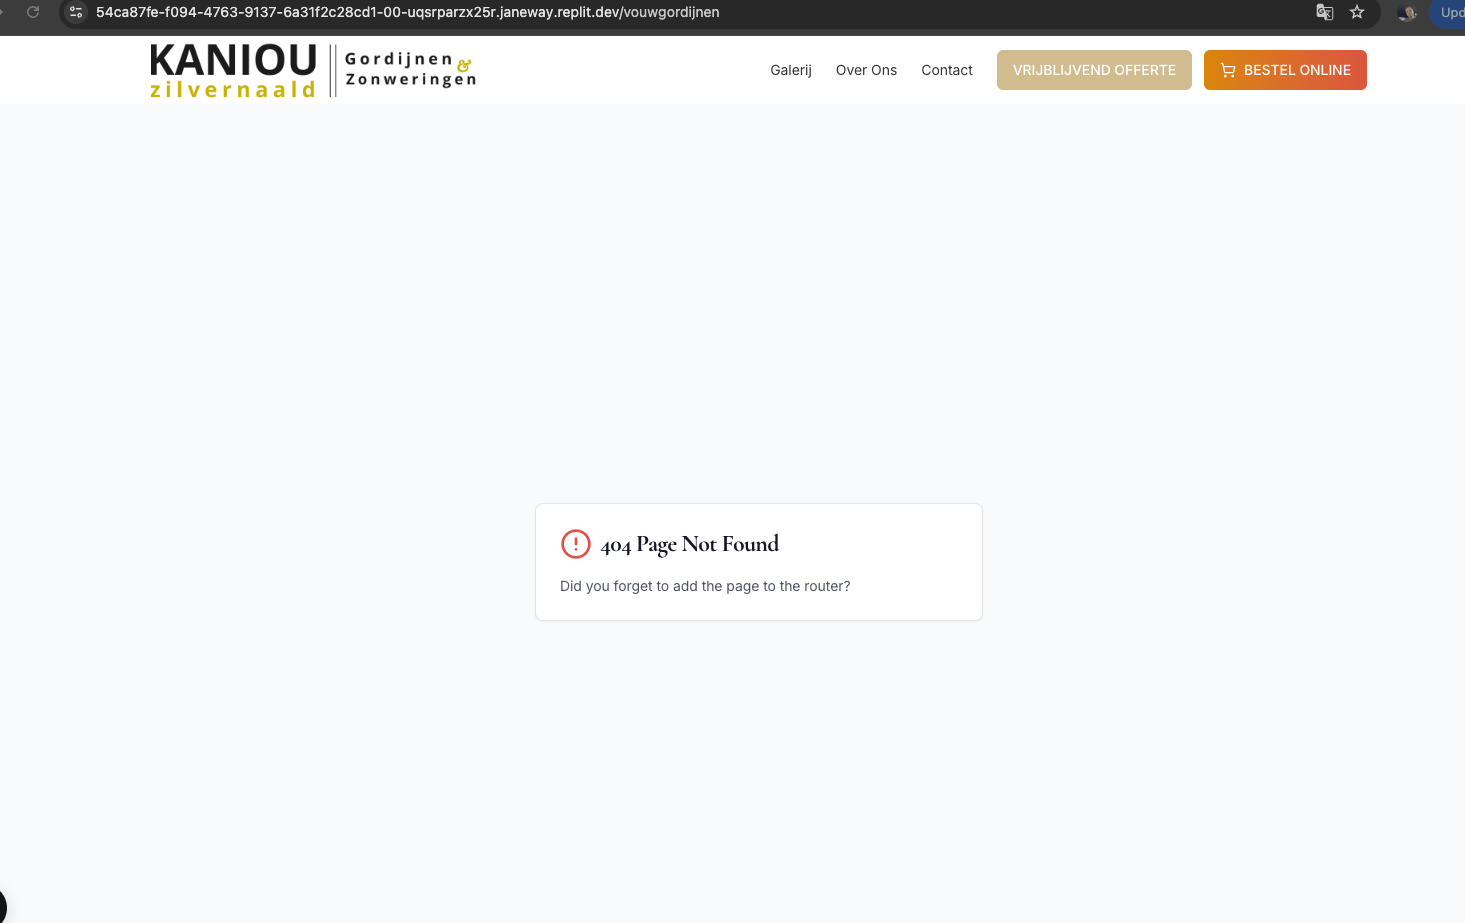 54ca87fe-f094-4763-9137-6a31f2c28cd1-00-uqsrparzx25r.janeway.replit.dev/vouwgordijnen
Upd
KANIOU
zilvernaald
Gordijnen &
Zonweringen
Galerij
Over Ons
Contact
VRIJBLIJVEND OFFERTE
BESTEL ONLINE
404 Page Not Found
Did you forget to add the page to the router?